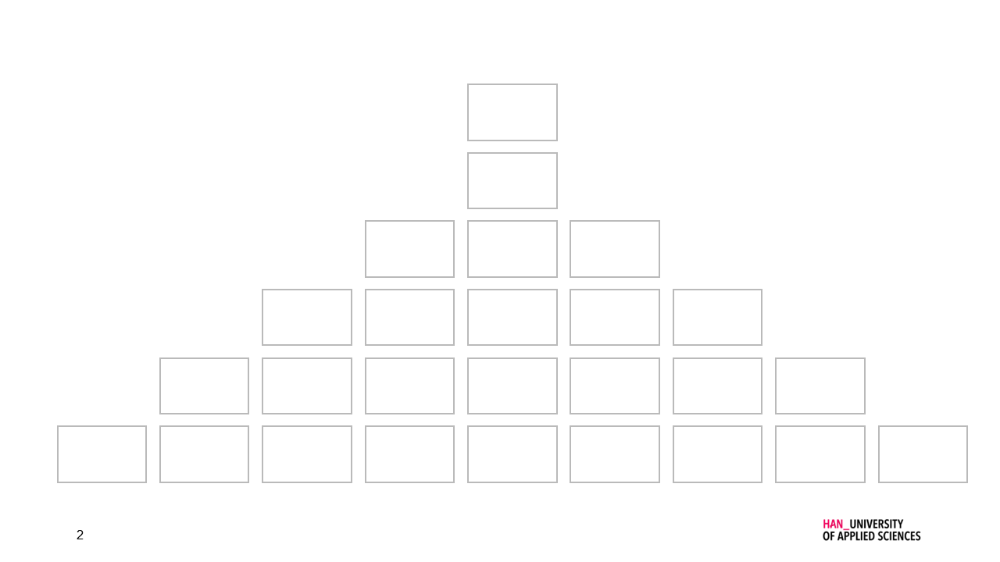 2
HAN_UNIVERSITY
OF APPLIED SCIENCES